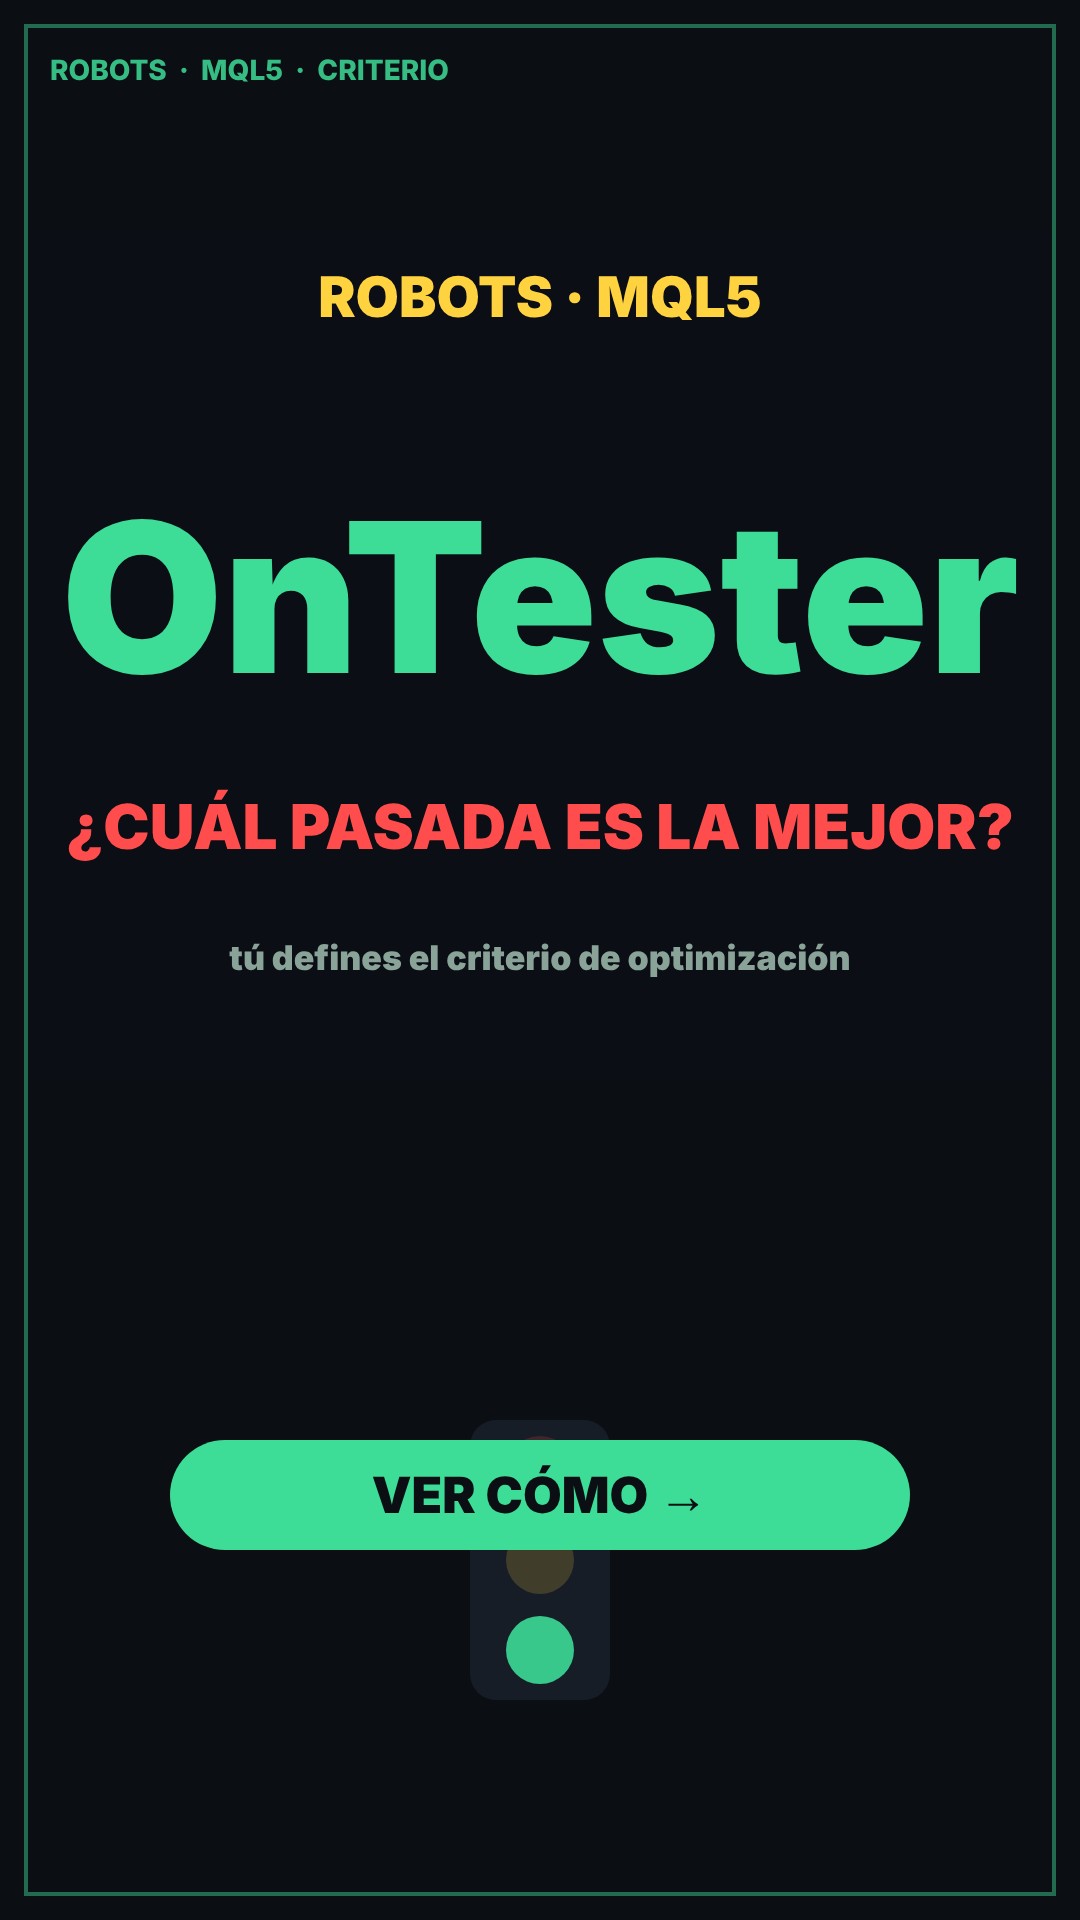 ROBOTS · MQL5 · CRITERIO
ROBOTS · MQL5
OnTester
¿CUÁL PASADA ES LA MEJOR?
tú defines el criterio de optimización
VER CÓMO →